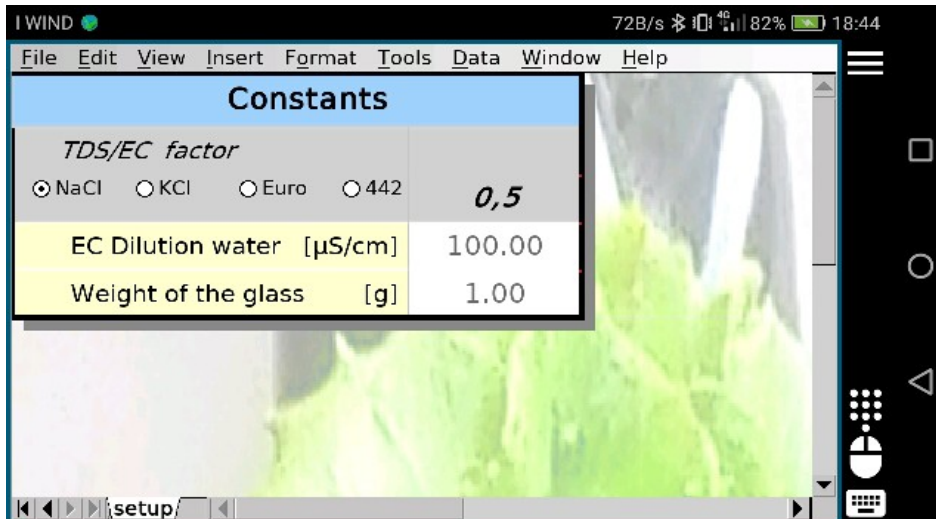 I WIND 72B/s 4G 82% 18:44
File Edit View Insert Format Tools Data Window Help
Constants
TDS/EC factor
NaCl KCl Euro 442 0,5
EC Dilution water [µS/cm] 100.00
Weight of the glass [g] 1.00
setup